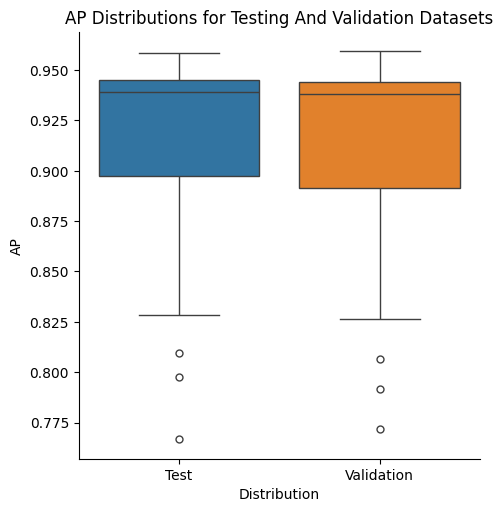 AP Distributions for Testing And Validation Datasets
0.950
0.925
0.900
0.875
0.850
0.825
0.800
0.775
AP
Test
Validation
Distribution